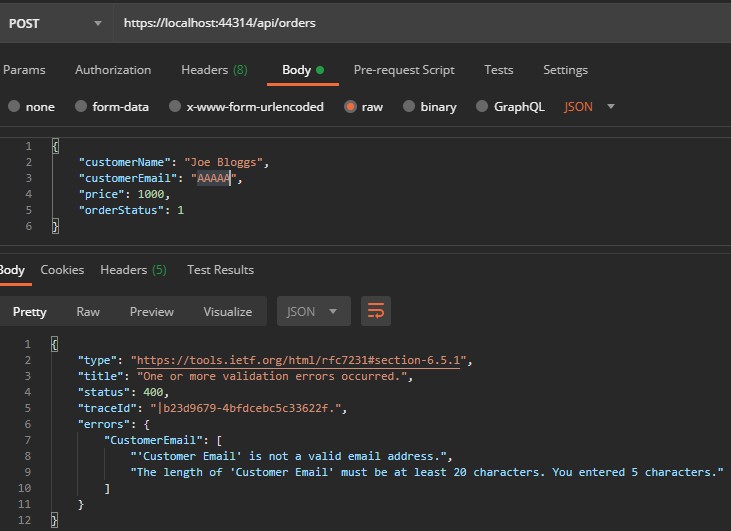 POST https://localhost:44314/api/orders
Params Authorization Headers (8) Body Pre-request Script Tests Settings
none form-data x-www-form-urlencoded raw binary GraphQL JSON
1 {
2 "customerName": "Joe Bloggs",
3 "customerEmail": "AAAAA",
4 "price": 1000,
5 "orderStatus": 1
6 }
Body Cookies Headers (5) Test Results
Pretty Raw Preview Visualize JSON
1 {
2 "type": "https://tools.ietf.org/html/rfc7231#section-6.5.1",
3 "title": "One or more validation errors occurred.",
4 "status": 400,
5 "traceId": "|b23d9679-4bfdcebc5c33622f.",
6 "errors": {
7 "CustomerEmail": [
8 "'Customer Email' is not a valid email address.",
9 "The length of 'Customer Email' must be at least 20 characters. You entered 5 characters."
10 ]
11 }
12 }